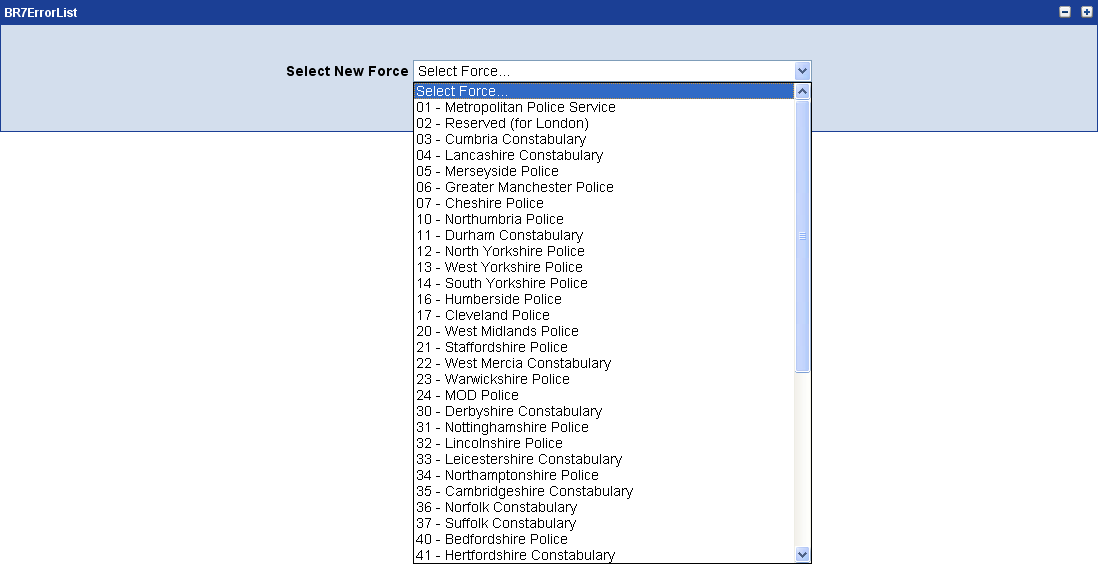 BR7ErrorList
Select New Force Select Force...
Select Force...
01 - Metropolitan Police Service
02 - Reserved (for London)
03 - Cumbria Constabulary
04 - Lancashire Constabulary
05 - Merseyside Police
06 - Greater Manchester Police
07 - Cheshire Police
10 - Northumbria Police
11 - Durham Constabulary
12 - North Yorkshire Police
13 - West Yorkshire Police
14 - South Yorkshire Police
16 - Humberside Police
17 - Cleveland Police
20 - West Midlands Police
21 - Staffordshire Police
22 - West Mercia Constabulary
23 - Warwickshire Police
24 - MOD Police
30 - Derbyshire Constabulary
31 - Nottinghamshire Police
32 - Lincolnshire Police
33 - Leicestershire Constabulary
34 - Northamptonshire Police
35 - Cambridgeshire Constabulary
36 - Norfolk Constabulary
37 - Suffolk Constabulary
40 - Bedfordshire Police
41 - Hertfordshire Constabulary